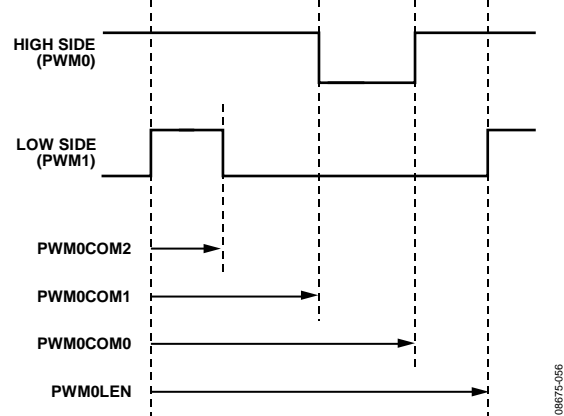 HIGH SIDE
(PWM0)
LOW SIDE
(PWM1)
PWM0COM2
PWM0COM1
PWM0COM0
PWM0LEN
08675-056